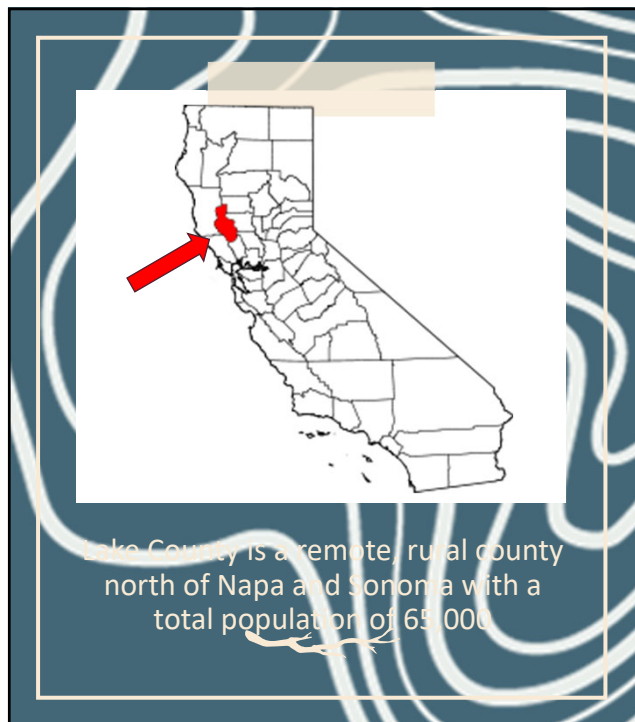 Lake County is a remote, rural county
north of Napa and Sonoma with a
total population of 65,000